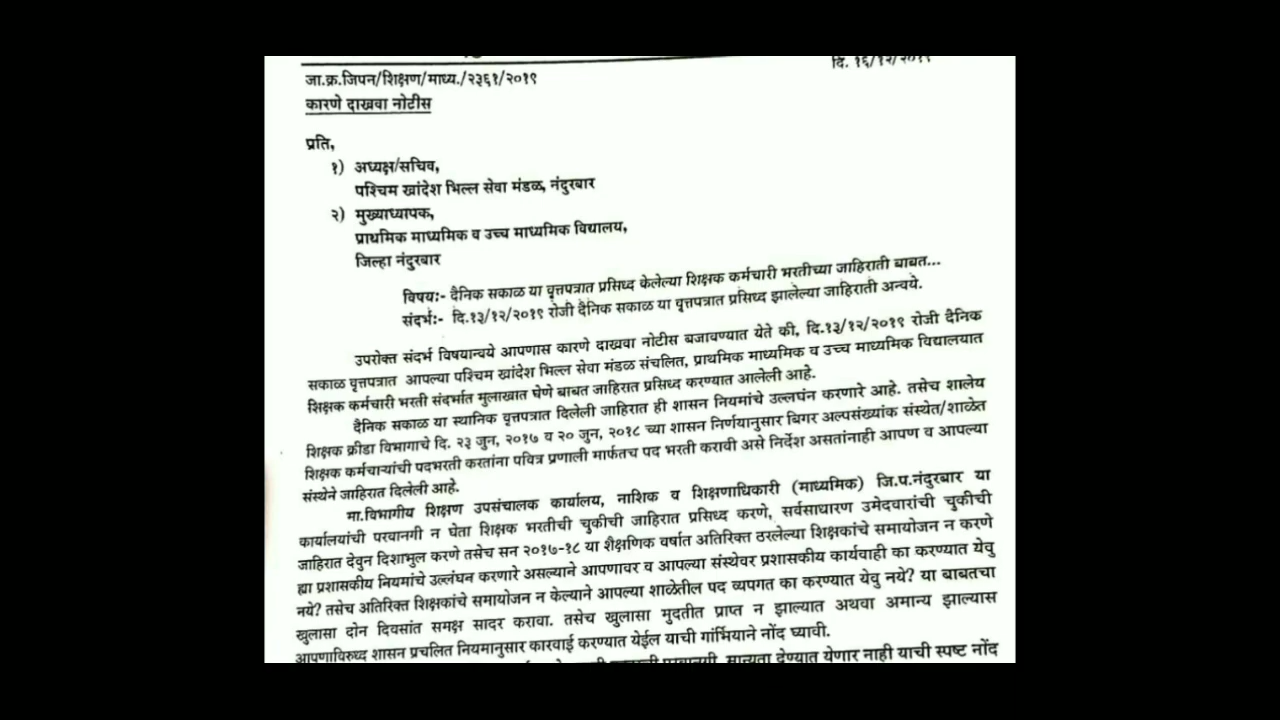 दि. १६/१२/२०१९
जा.क्र.जिपन/शिक्षण/माध्य./२३६१/२०१९
कारणे दाखवा नोटीस
प्रति,
१) अध्यक्ष/सचिव,
पश्चिम खांदेश भिल्ल सेवा मंडळ, नंदुरबार
२) मुख्याध्यापक,
प्राथमिक माध्यमिक व उच्च माध्यमिक विद्यालय,
जिल्हा नंदुरबार
विषय:- दैनिक सकाळ या वृत्तपत्रात प्रसिध्द केलेल्या शिक्षक कर्मचारी भरतीच्या जाहिराती बाबत...
संदर्भ:- दि.१३/१२/२०१९ रोजी दैनिक सकाळ या वृत्तपत्रात प्रसिध्द झालेल्या जाहिराती अन्वये.
उपरोक्त संदर्भ विषयान्वये आपणास कारणे दाखवा नोटीस बजावण्यात येते की, दि.१३/१२/२०१९ रोजी दैनिक
सकाळ वृत्तपत्रात आपल्या पश्चिम खांदेश भिल्ल सेवा मंडळ संचलित, प्राथमिक माध्यमिक व उच्च माध्यमिक विद्यालयात
शिक्षक कर्मचारी भरती संदर्भात मुलाखात घेणे बाबत जाहिरात प्रसिध्द करण्यात आलेली आहे.
दैनिक सकाळ या स्थानिक वृत्तपत्रात दिलेली जाहिरात ही शासन नियमांचे उल्लघंन करणारे आहे. तसेच शालेय
शिक्षक क्रीडा विभागाचे दि. २३ जुन, २०१७ व २० जुन, २०१८ च्या शासन निर्णयानुसार बिगर अल्पसंख्यांक संस्थेत/शाळेत
शिक्षक कर्मचाऱ्यांची पदभरती करतांना पवित्र प्रणाली मार्फतच पद भरती करावी असे निर्देश असतांनाही आपण व आपल्या
संस्थेने जाहिरात दिलेली आहे.
मा.विभागीय शिक्षण उपसंचालक कार्यालय, नाशिक व शिक्षणाधिकारी (माध्यमिक) जि.प.नंदुरबार या
कार्यालयांची परवानगी न घेता शिक्षक भरतीची चुकीची जाहिरात प्रसिध्द करणे, सर्वसाधारण उमेदवारांची चुकीची
जाहिरात देवुन दिशाभुल करणे तसेच सन २०१७-१८ या शैक्षणिक वर्षात अतिरिक्त ठरलेल्या शिक्षकांचे समायोजन न करणे
ह्या प्रशासकीय नियमांचे उल्लंघन करणारे असल्याने आपणावर व आपल्या संस्थेवर प्रशासकीय कार्यवाही का करण्यात येवु
नये? तसेच अतिरिक्त शिक्षकांचे समायोजन न केल्याने आपल्या शाळेतील पद व्यपगत का करण्यात येवु नये? या बाबतचा
खुलासा दोन दिवसांत समक्ष सादर करावा. तसेच खुलासा मुदतीत प्राप्त न झाल्यात अथवा अमान्य झाल्यास
आपणाविरुध्द शासन प्रचलित नियमानुसार कारवाई करण्यात येईल याची गांर्भियाने नोंद घ्यावी.
परवानगी, मान्यता देण्यात येणार नाही याची स्पष्ट नोंद